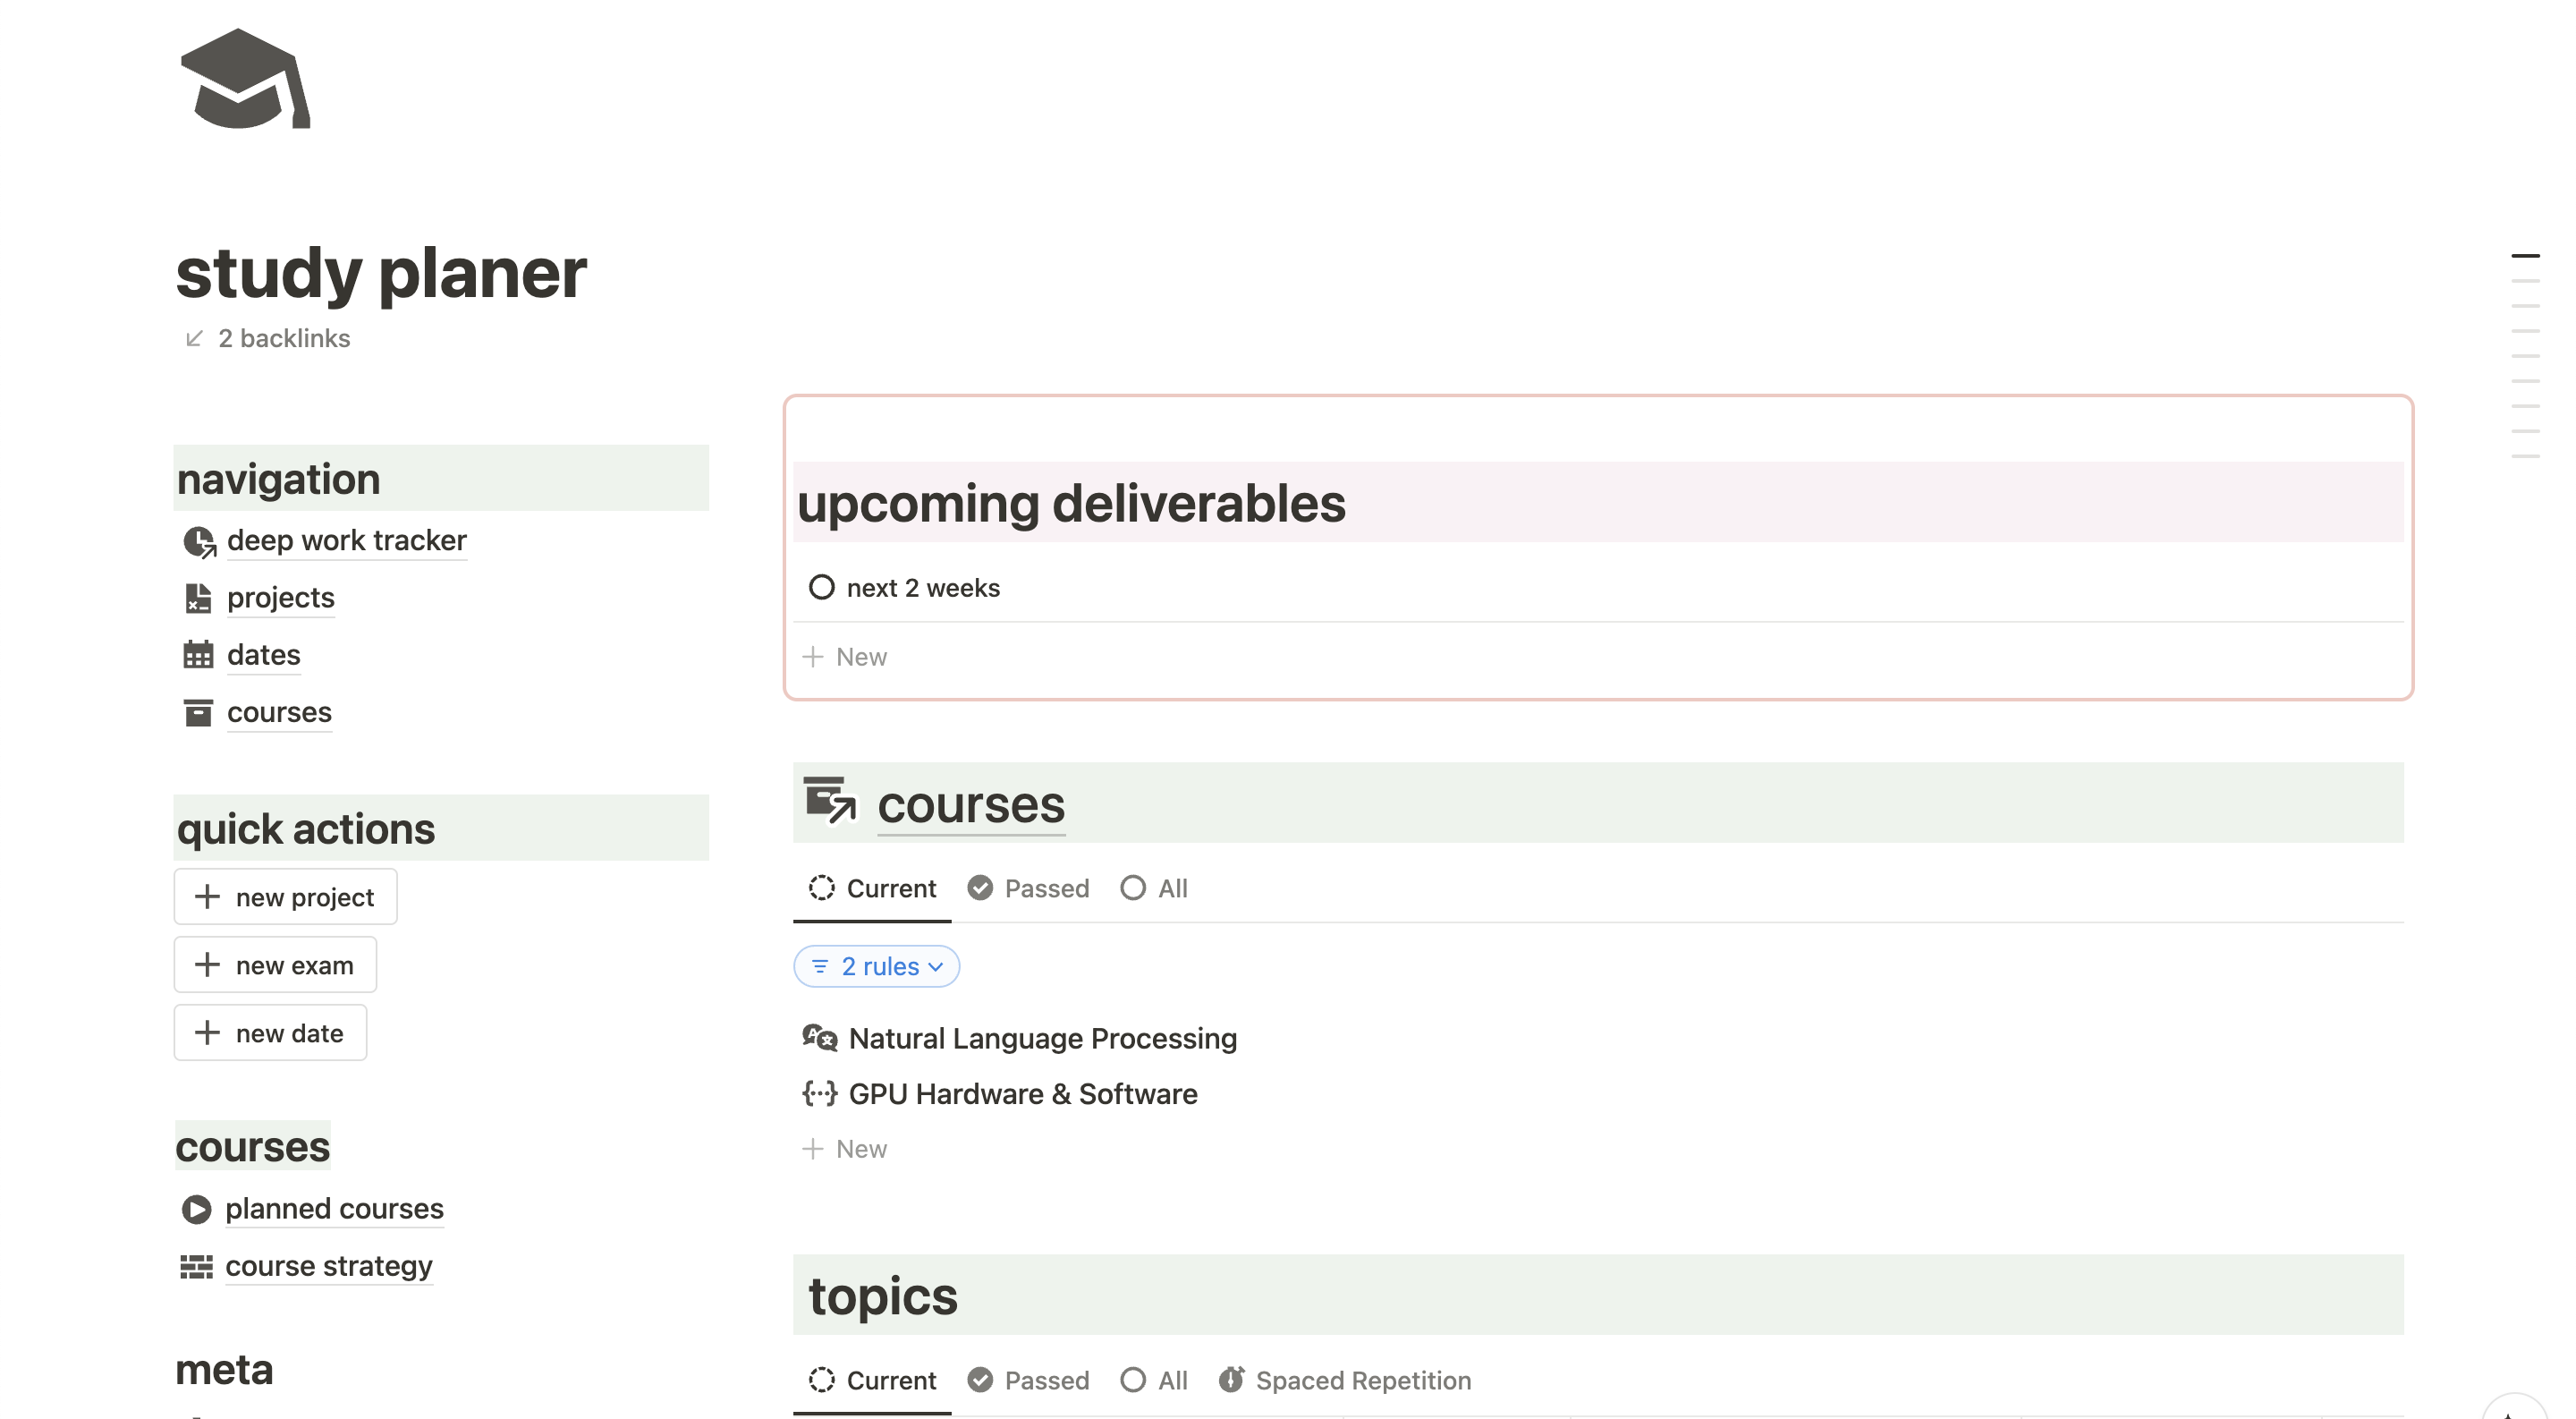 study planer
2 backlinks
navigation
deep work tracker
projects
dates
courses
quick actions
new project
new exam
new date
courses
planned courses
course strategy
meta
upcoming deliverables
next 2 weeks
New
courses
Current Passed All
2 rules
Natural Language Processing
GPU Hardware & Software
New
topics
Current Passed All Spaced Repetition